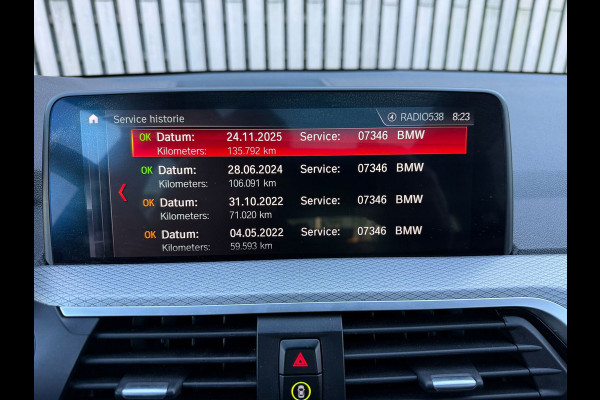 Service historie RADIO538 8:23
OK Datum: 24.11.2025 Service: 07346 BMW
Kilometers: 135.792 km
OK Datum: 28.06.2024 Service: 07346 BMW
Kilometers: 106.091 km
OK Datum: 31.10.2022 Service: 07346 BMW
Kilometers: 71.020 km
OK Datum: 04.05.2022 Service: 07346 BMW
Kilometers: 59.593 km